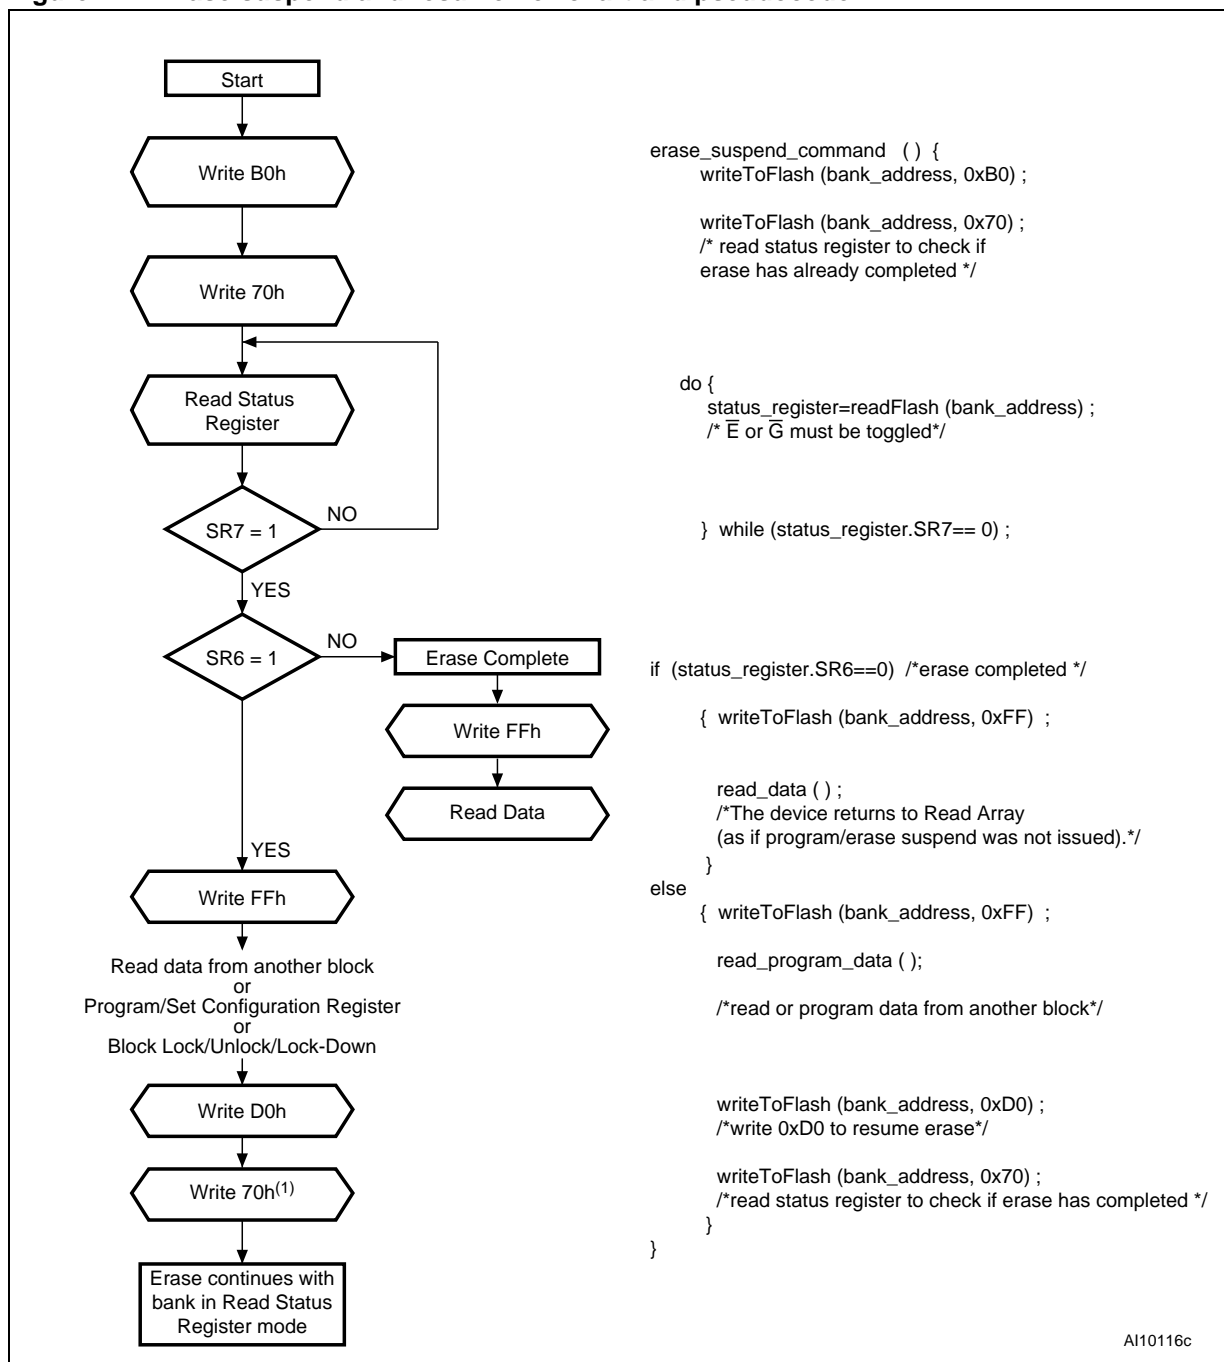 Start
Write B0h
Write 70h
Read Status
Register
SR7 = 1
NO
YES
SR6 = 1
NO
Erase Complete
Write FFh
Read Data
YES
Write FFh
Read data from another block
or
Program/Set Configuration Register
or
Block Lock/Unlock/Lock-Down
Write D0h
Write 70h(1)
Erase continues with
bank in Read Status
Register mode
erase_suspend_command ( ) {
writeToFlash (bank_address, 0xB0) ;
writeToFlash (bank_address, 0x70) ;
/* read status register to check if
erase has already completed */
do {
status_register=readFlash (bank_address) ;
/* E̅ or G̅ must be toggled*/
} while (status_register.SR7== 0) ;
if (status_register.SR6==0) /*erase completed */
{ writeToFlash (bank_address, 0xFF) ;
read_data ( ) ;
/*The device returns to Read Array
(as if program/erase suspend was not issued).*/
}
else
{ writeToFlash (bank_address, 0xFF) ;
read_program_data ( );
/*read or program data from another block*/
writeToFlash (bank_address, 0xD0) ;
/*write 0xD0 to resume erase*/
writeToFlash (bank_address, 0x70) ;
/*read status register to check if erase has completed */
}
}
AI10116c